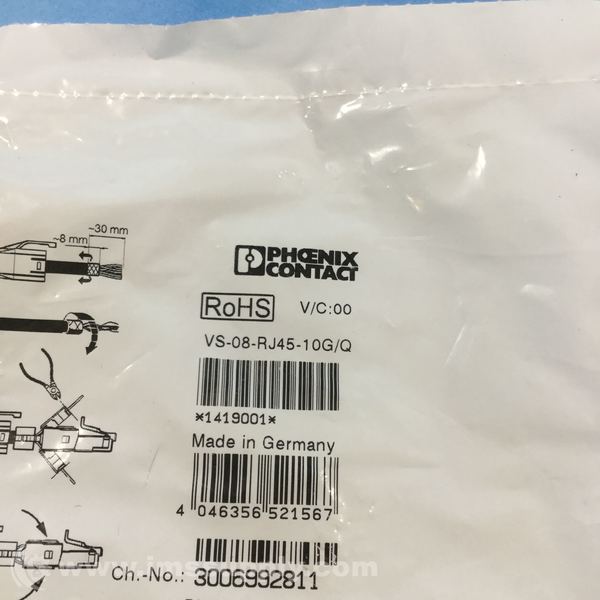 ~30 mm
~8 mm
PHŒNIX
CONTACT
RoHS
V/C:00
VS-08-RJ45-10G/Q
*1419001*
Made in Germany
4 046356 521567
Ch.-No.: 3006992811